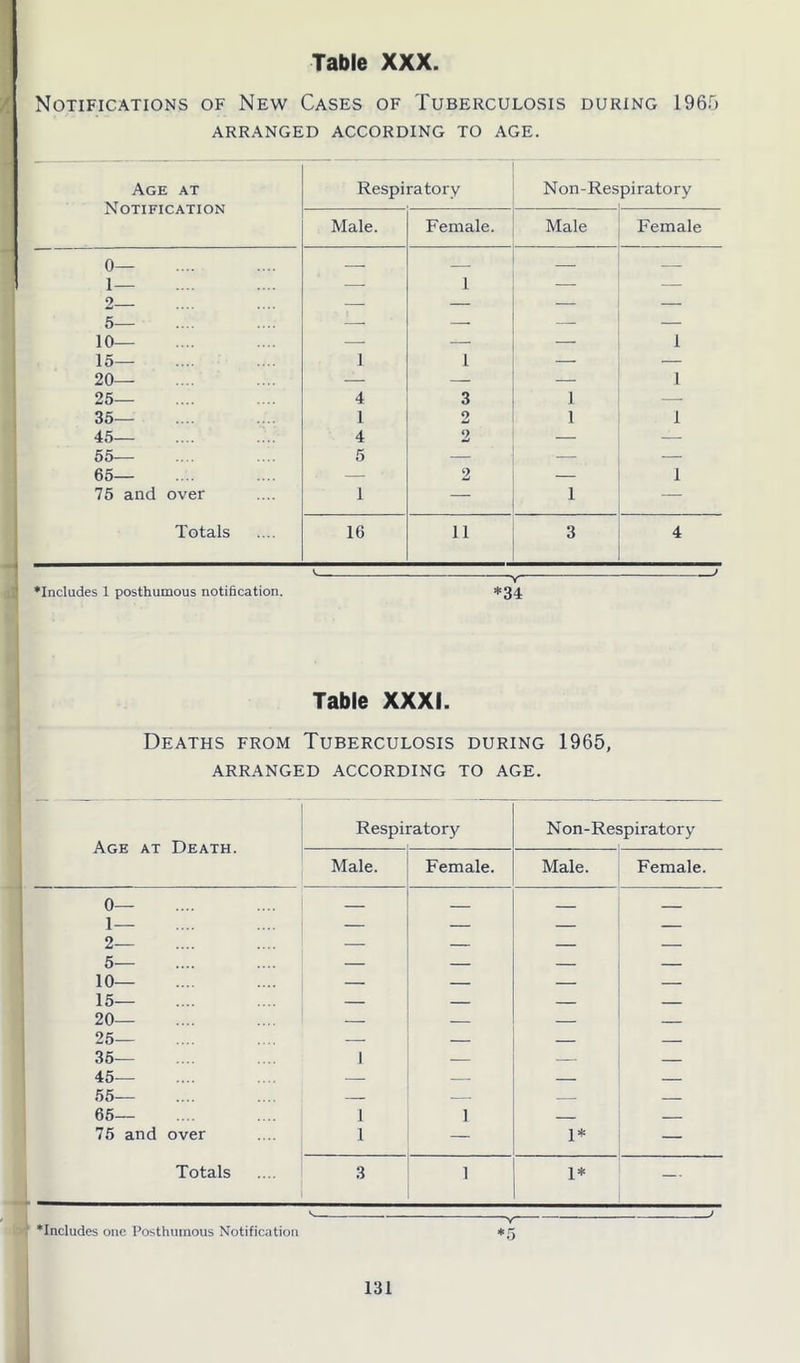 Table XXX.
Notifications of New Cases of Tuberculosis during 1965
ARRANGED ACCORDING TO AGE.
Age at Notification | Respiratory | Non-Respiratory
Male. | Female. | Male | Female
0— .... .... — — — —
1— .... .... — 1 — —
2— .... .... — — — —
5— .... .... — — — —
10— .... .... — — — 1
15— .... .... 1 1 — —
20— .... .... — — — 1
25— .... .... 4 3 1 —
35— .... .... 1 2 1 1
45— .... .... 4 2 — —
55— .... .... 5 — — —
65— .... .... — 2 — 1
75 and over .... 1 — 1 —
Totals .... 16 11 3 4
*Includes 1 posthumous notification. *34
Table XXXI.
Deaths from Tuberculosis during 1965,
ARRANGED ACCORDING TO AGE.
Age at Death. | Respiratory | Non-Respiratory
Male. | Female. | Male. | Female.
0— .... .... — — — —
1— .... .... — — — —
2— .... .... — — — —
5— .... .... — — — —
10— .... .... — — — —
15— .... .... — — — —
20— .... .... — — — —
25— .... .... — — — —
35— .... .... 1 — — —
45— .... .... — — — —
55— .... .... — — — —
65— .... .... 1 1 — —
75 and over .... 1 — 1* —
Totals .... 3 1 1* —
*Includes one Posthumous Notification *5
131